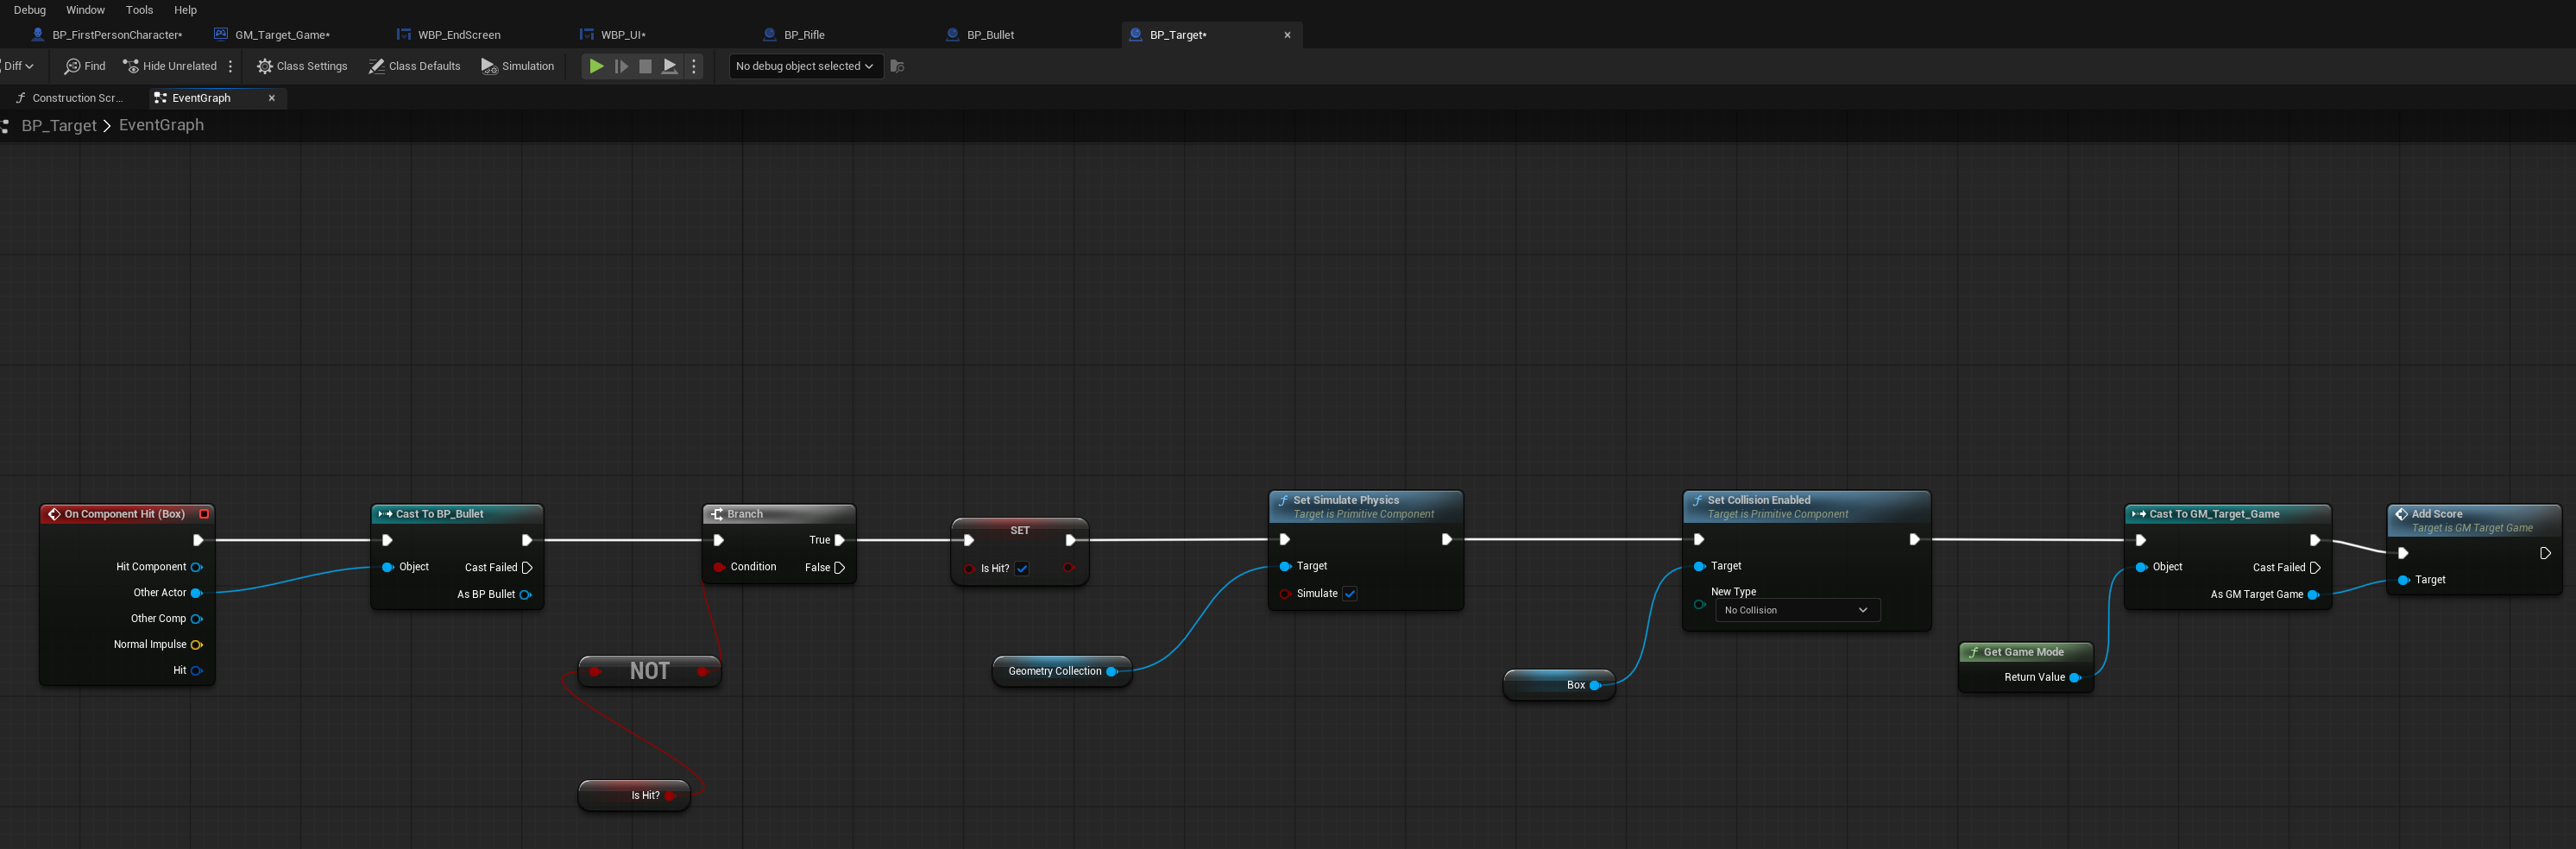 Debug Window Tools Help
BP_FirstPersonCharacter* GM_Target_Game* WBP_EndScreen WBP_UI* BP_Rifle BP_Bullet BP_Target* ×
Diff Find Hide Unrelated Class Settings Class Defaults Simulation No debug object selected
Construction Scr... EventGraph ×
BP_Target > EventGraph
On Component Hit (Box)
Hit Component
Other Actor
Other Comp
Normal Impulse
Hit
Cast To BP_Bullet
Object Cast Failed
As BP Bullet
Branch
True
Condition False
NOT
Is Hit?
SET
Is Hit?
Set Simulate Physics
Target is Primitive Component
Target
Simulate
Geometry Collection
Set Collision Enabled
Target is Primitive Component
Target
New Type
No Collision
Box
Cast To GM_Target_Game
Object Cast Failed
As GM Target Game
Get Game Mode
Return Value
Add Score
Target is GM Target Game
Target